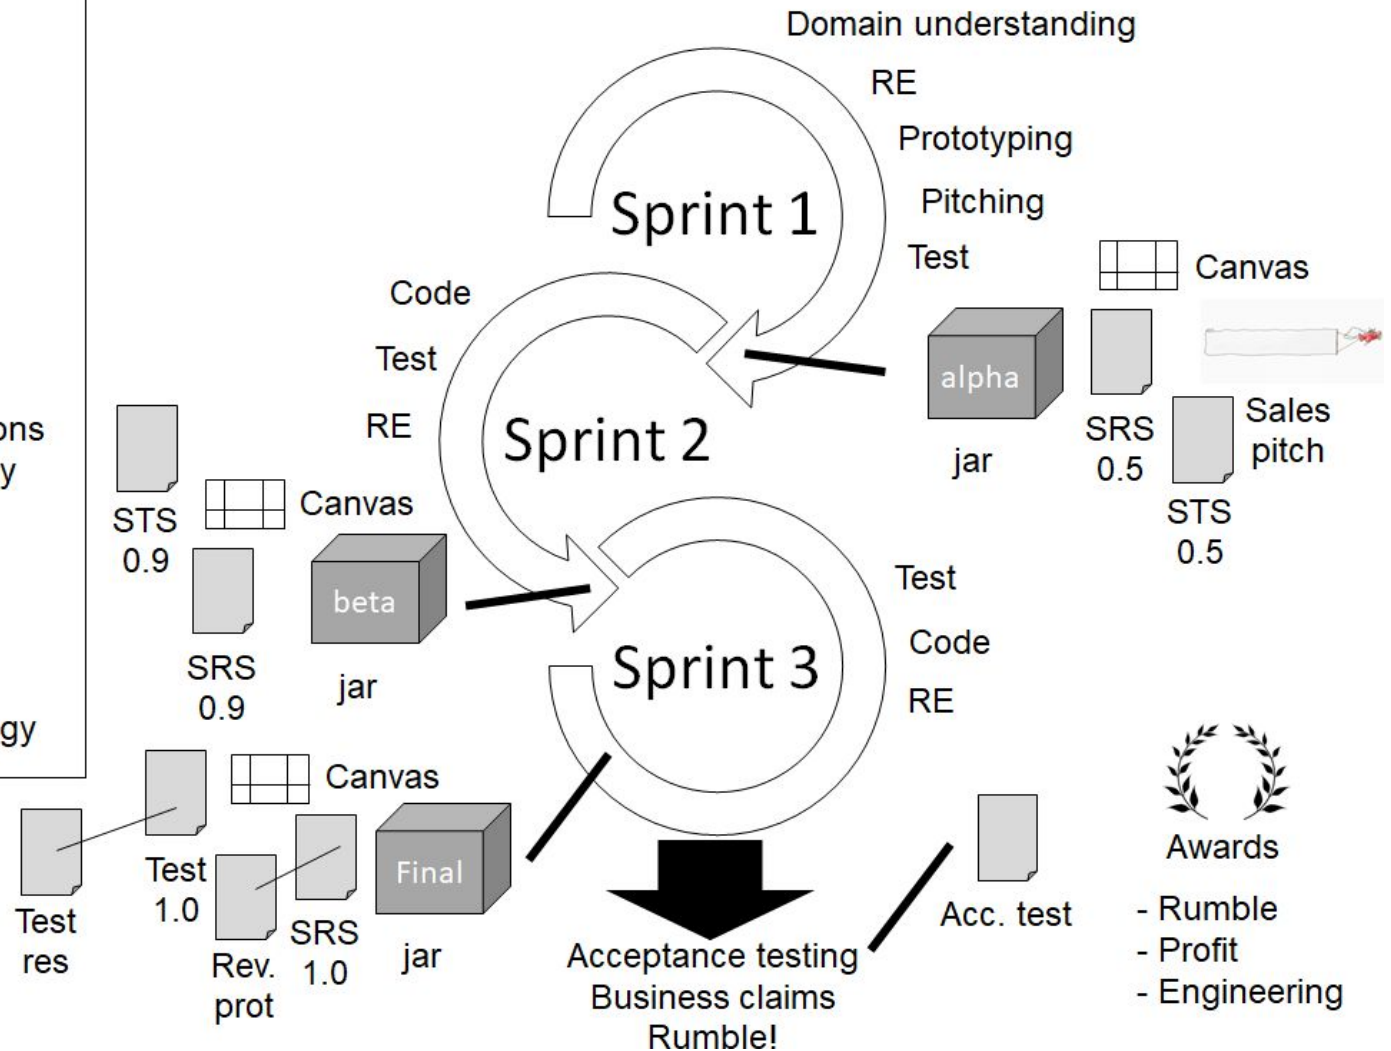 Domain understanding
RE
Prototyping
Pitching
Test
Sprint 1
Canvas
alpha
jar
SRS
0.5
Sales
pitch
STS
0.5
Code
Test
RE
Sprint 2
STS
0.9
Canvas
SRS
0.9
beta
jar
Test
Code
RE
Sprint 3
Canvas
Test
res
Test
1.0
Rev.
prot
SRS
1.0
Final
jar
Acceptance testing
Business claims
Rumble!
Acc. test
Awards
- Rumble
- Profit
- Engineering